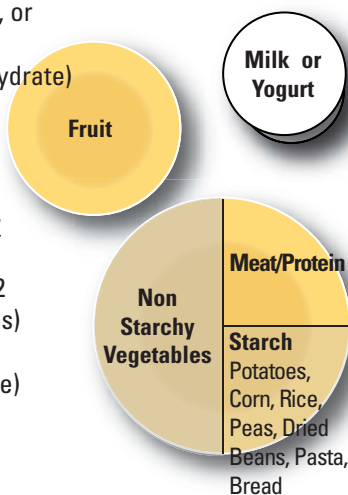 , or
ydrate)
Fruit
Milk or
Yogurt
2
s)
e)
Non
Starchy
Vegetables
Meat/Protein
Starch
Potatoes,
Corn, Rice,
Peas, Dried
Beans, Pasta,
Bread